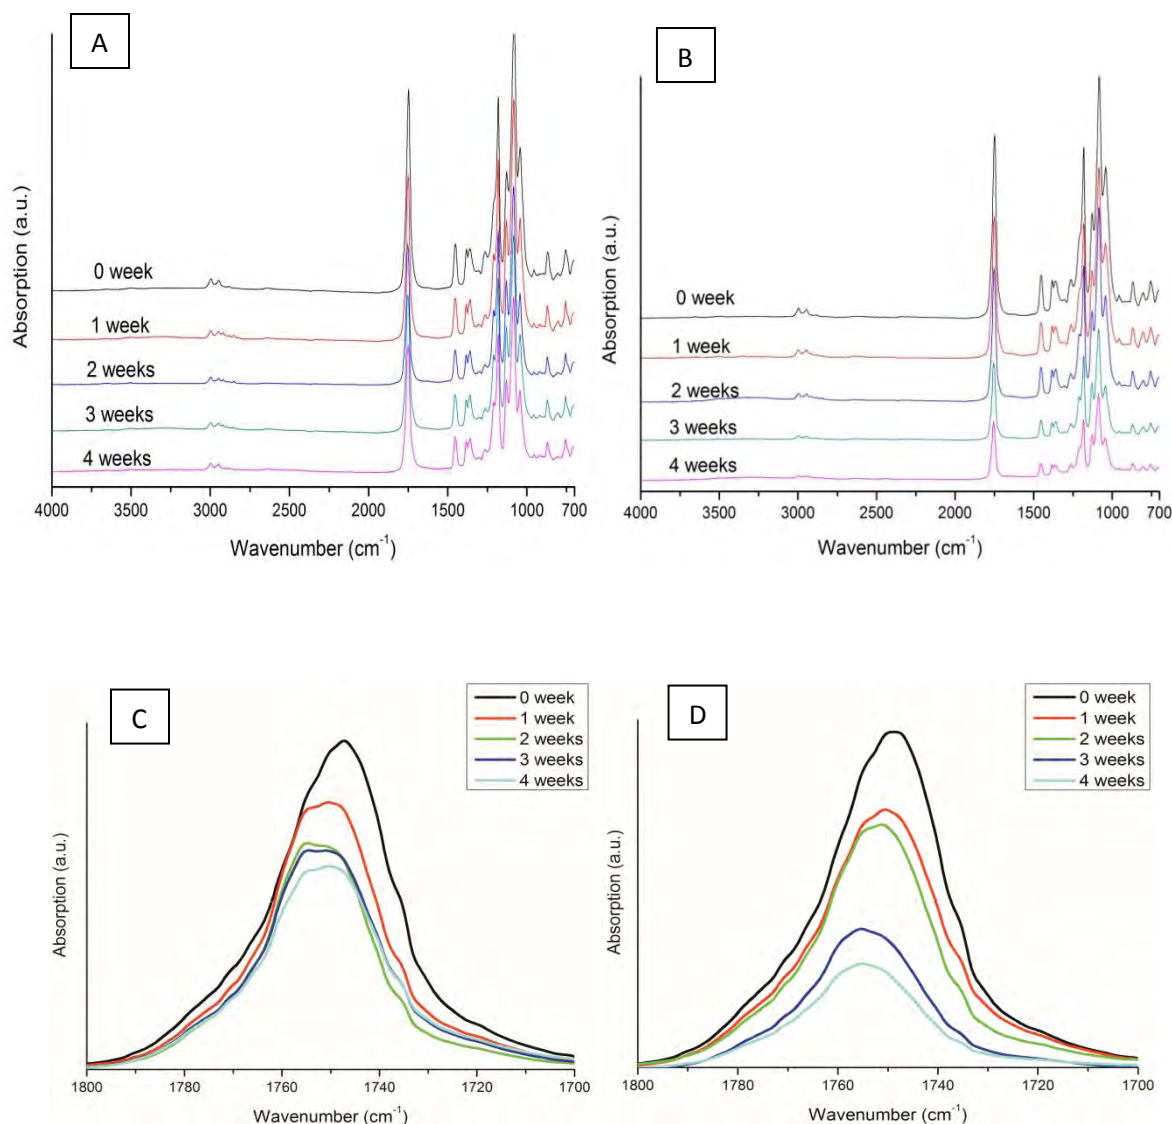 A
Absorption (a.u.)
0 week
1 week
2 weeks
3 weeks
4 weeks
4000 3500 3000 2500 2000 1500 1000 700
Wavenumber (cm⁻¹)
B
Absorption (a.u.)
0 week
1 week
2 weeks
3 weeks
4 weeks
4000 3500 3000 2500 2000 1500 1000 700
Wavenumber (cm⁻¹)
C
0 week
1 week
2 weeks
3 weeks
4 weeks
Absorption (a.u.)
1800 1780 1760 1740 1720 1700
Wavenumber (cm⁻¹)
D
0 week
1 week
2 weeks
3 weeks
4 weeks
Absorption (a.u.)
1800 1780 1760 1740 1720 1700
Wavenumber (cm⁻¹)